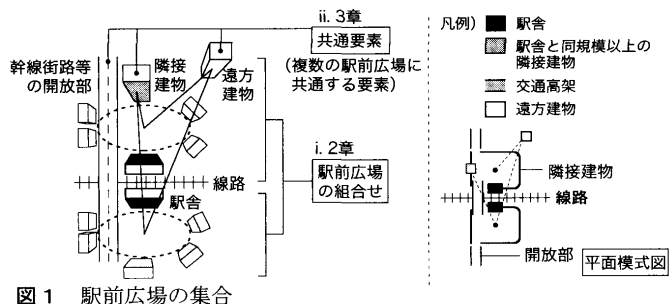 ii. 3章
共通要素
(複数の駅前広場に
共通する要素)
幹線街路等
の開放部
隣接
建物
遠方
建物
i. 2章
駅前広場
の組合せ
線路
駅舎
凡例)
駅舎
駅舎と同規模以上の
隣接建物
交通高架
遠方建物
隣接建物
線路
開放部
平面模式図
図1 駅前広場の集合